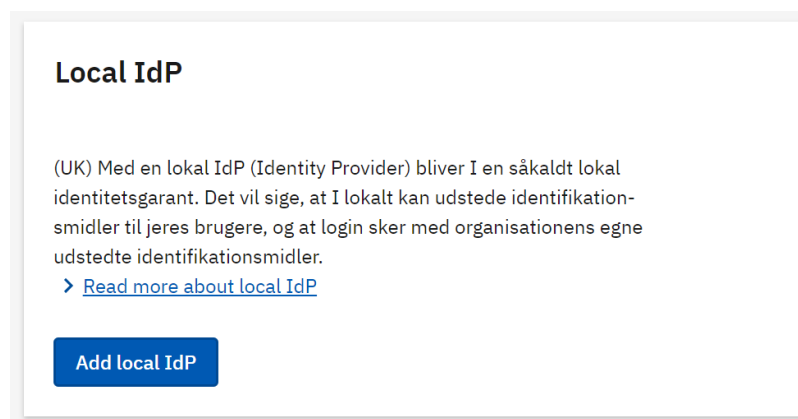 Local IdP
(UK) Med en lokal IdP (Identity Provider) bliver I en såkaldt lokal
identitetsgarant. Det vil sige, at I lokalt kan udstede identifikation-
smidler til jeres brugere, og at login sker med organisationens egne
udstedte identifikationsmidler.
Read more about local IdP
Add local IdP